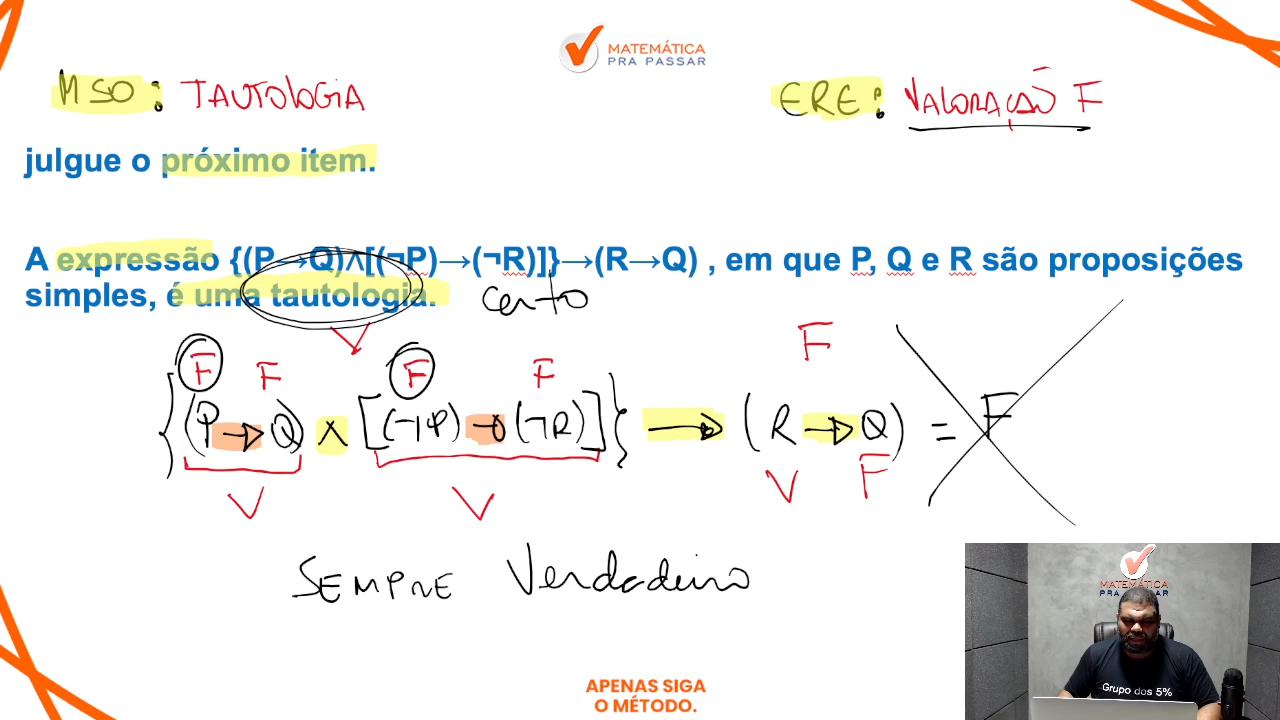 MATEMÁTICA
PRA PASSAR
MSO: TAUTOLOGIA
ERE: VALORAÇÃO F
julgue o próximo item.
A expressão {(P→Q)∧[(¬P)→(¬R)]}→(R→Q) , em que P, Q e R são proposições
simples, é uma tautologia. certo
V F
F F F F
{(P→Q) ∧ [(¬P)→(¬R)]} → (R→Q) = F
V F
V V
SEMPRE Verdadeiro
MATEMÁTICA
PRA PASSAR
Grupo dos 5%
APENAS SIGA
O MÉTODO.